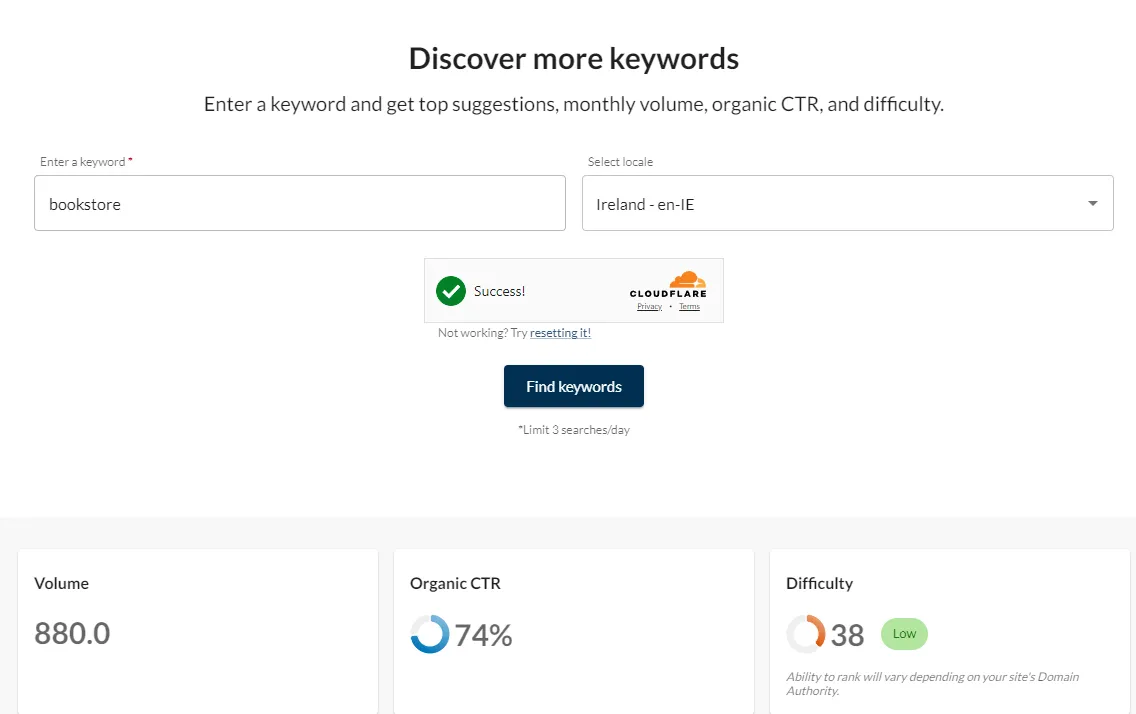 Discover more keywords
Enter a keyword and get top suggestions, monthly volume, organic CTR, and difficulty.
Enter a keyword *
Select locale
bookstore
Ireland - en-IE
Success!
CLOUDFLARE
Privacy • Terms
Not working? Try resetting it!
Find keywords
*Limit 3 searches/day
Volume
880.0
Organic CTR
74%
Difficulty
38
Low
Ability to rank will vary depending on your site's Domain
Authority.